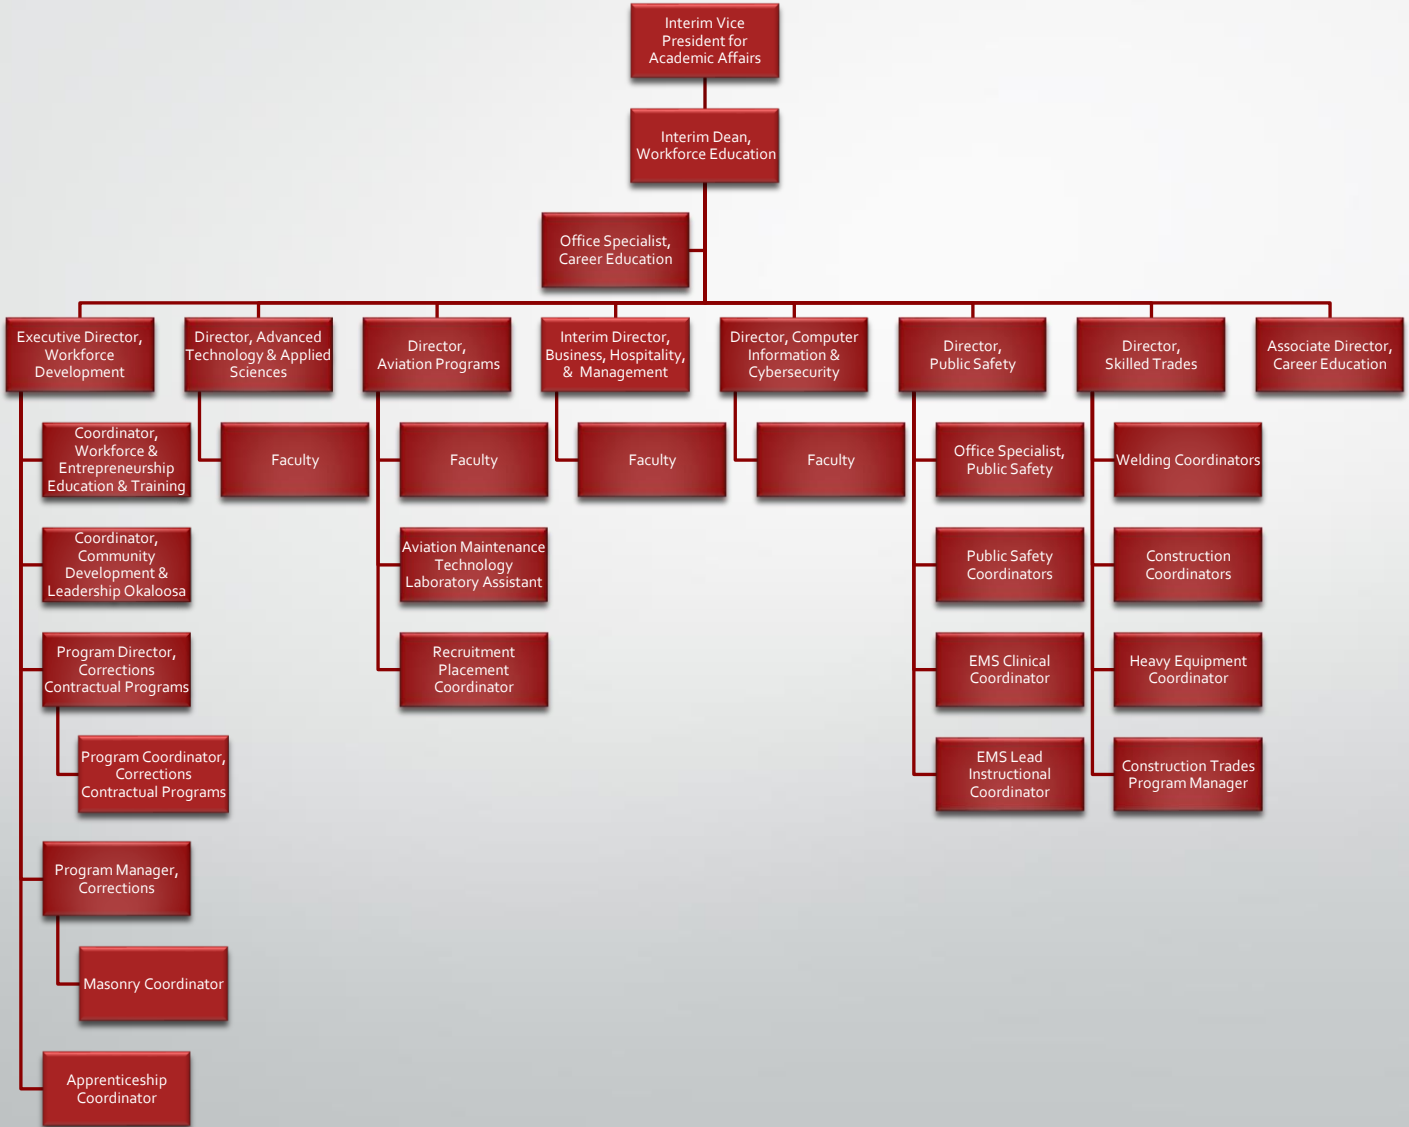 Interim Vice
President for
Academic Affairs
Interim Dean,
Workforce Education
Office Specialist,
Career Education
Executive Director,
Workforce
Development
Director, Advanced
Technology & Applied
Sciences
Director,
Aviation Programs
Interim Director,
Business, Hospitality,
& Management
Director, Computer
Information &
Cybersecurity
Director,
Public Safety
Director,
Skilled Trades
Associate Director,
Career Education
Coordinator,
Workforce &
Entrepreneurship
Education & Training
Faculty
Faculty
Faculty
Faculty
Office Specialist,
Public Safety
Welding Coordinators
Coordinator,
Community
Development &
Leadership Okaloosa
Aviation Maintenance
Technology
Laboratory Assistant
Public Safety
Coordinators
Construction
Coordinators
Program Director,
Corrections
Contractual Programs
Recruitment
Placement
Coordinator
EMS Clinical
Coordinator
Heavy Equipment
Coordinator
Program Coordinator,
Corrections
Contractual Programs
EMS Lead
Instructional
Coordinator
Construction Trades
Program Manager
Program Manager,
Corrections
Masonry Coordinator
Apprenticeship
Coordinator